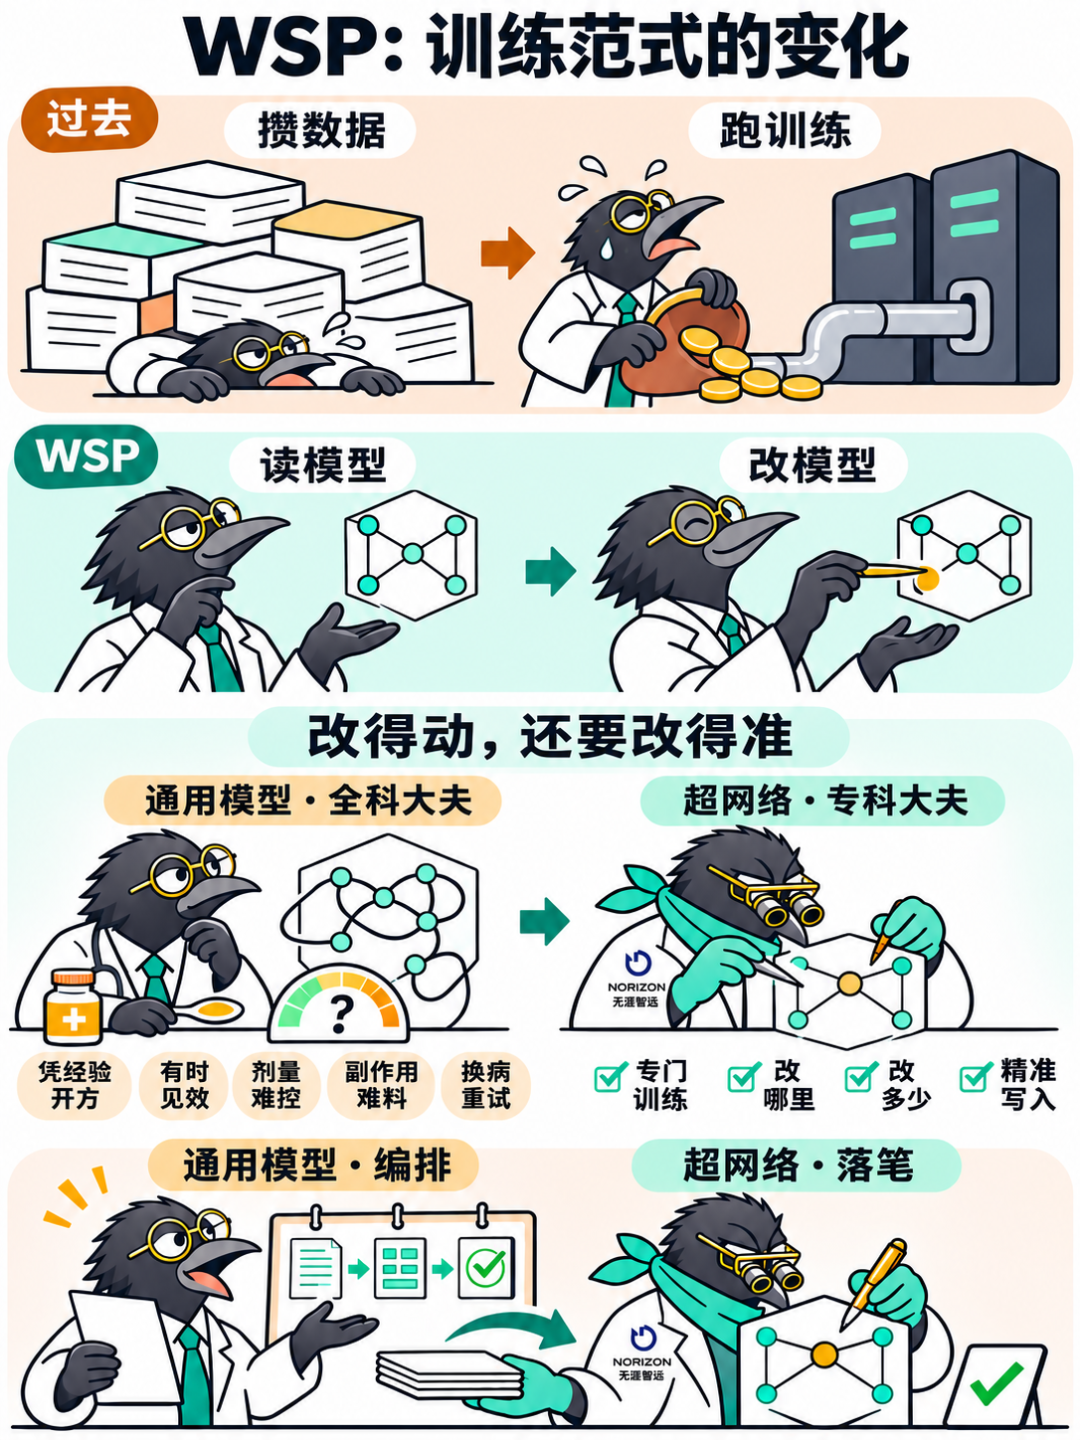 WSP: 训练范式的变化
过去
攒数据
跑训练
WSP
读模型
改模型
改得动，还要改得准
通用模型·全科大夫
超网络·专科大夫
?
NORIZON
无涯智远
凭经验
开方
有时
见效
剂量
难控
副作用
难料
换病
重试
专门
训练
改
哪里
改
多少
精准
写入
通用模型·编排
超网络·落笔
NORIZON
无涯智远